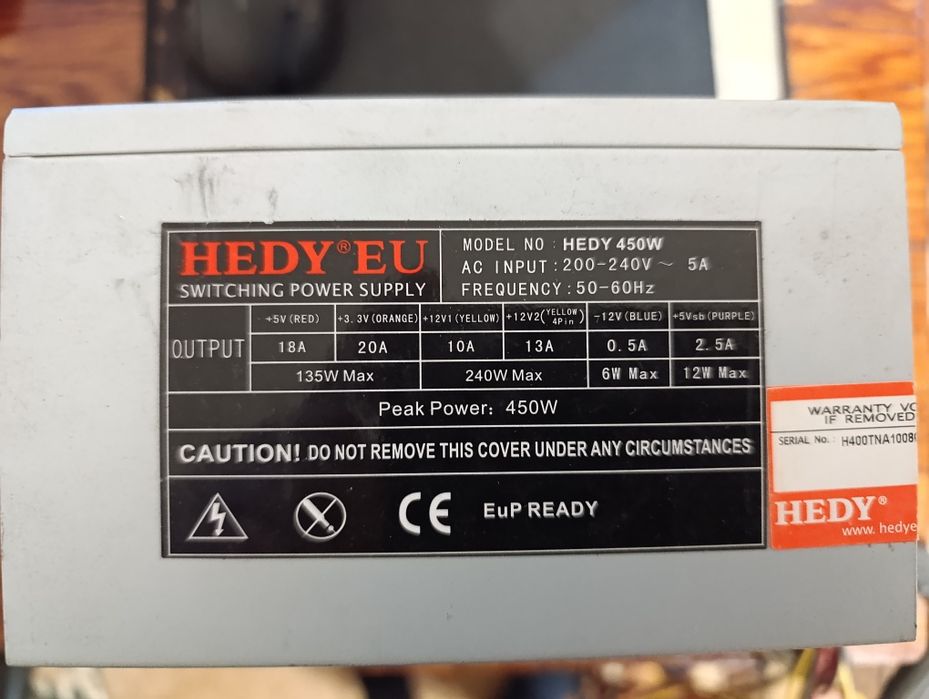 HEDY® EU
SWITCHING POWER SUPPLY
MODEL NO : HEDY 450W
AC INPUT : 200-240V ~ 5A
FREQUENCY : 50-60Hz
OUTPUT
+5V (RED) +3.3V (ORANGE) +12V1 (YELLOW) +12V2 (YELLOW 4Pin) -12V (BLUE) +5Vsb (PURPLE)
18A 20A 10A 13A 0.5A 2.5A
135W Max 240W Max 6W Max 12W Max
Peak Power: 450W
CAUTION! DO NOT REMOVE THIS COVER UNDER ANY CIRCUMSTANCES
CE EuP READY
WARRANTY VO
IF REMOVED
SERIAL No.: H400TNA1008
HEDY®
www. hedye